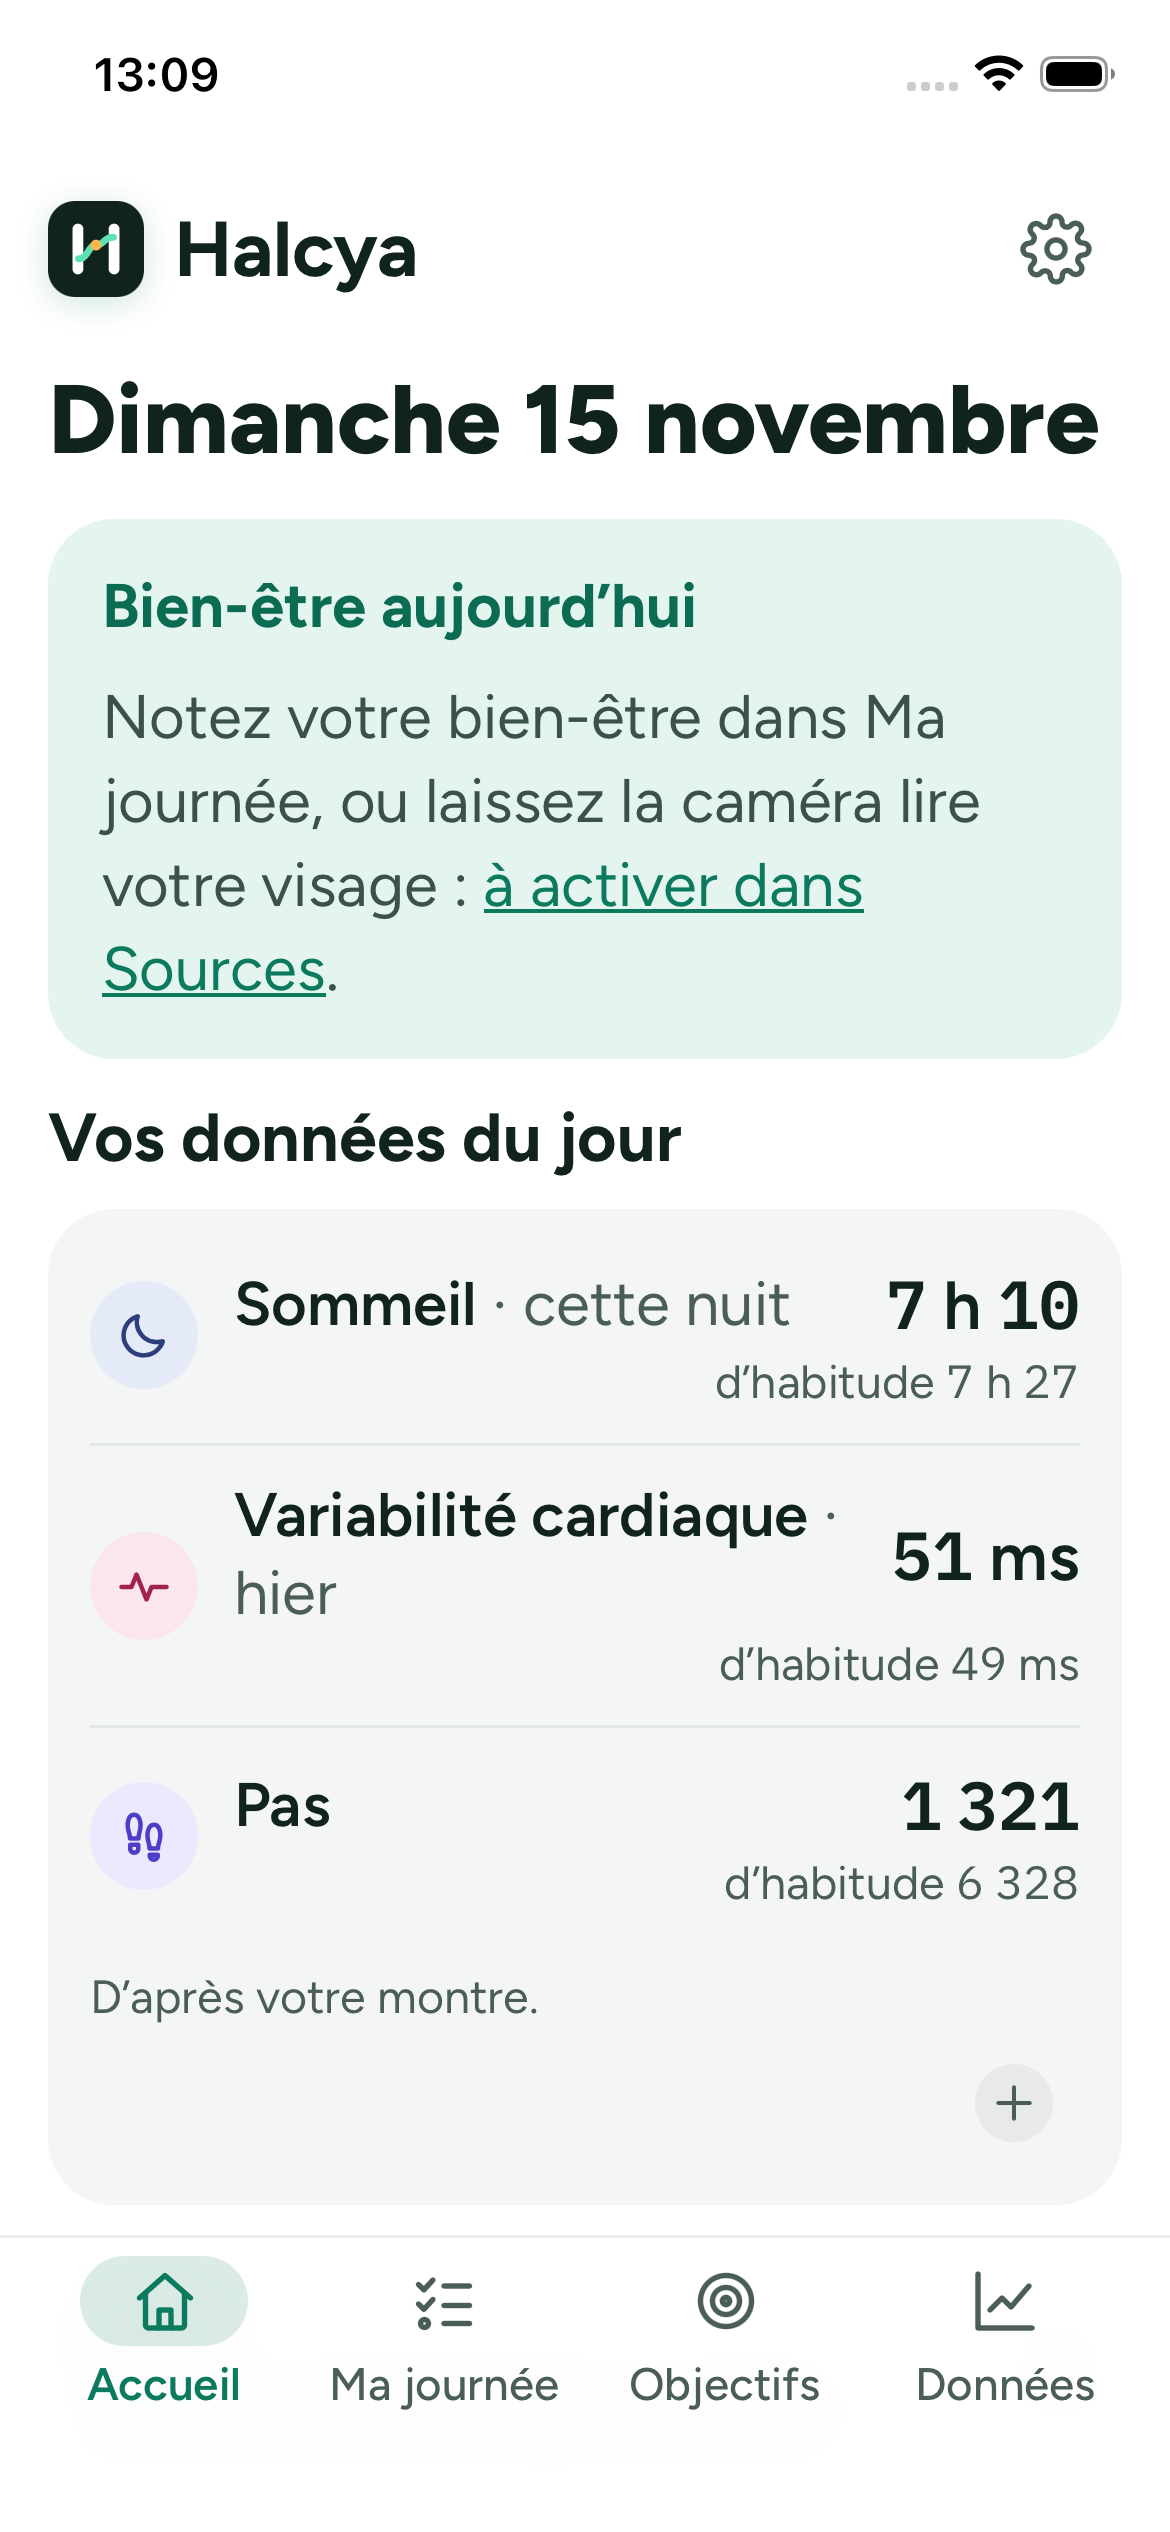 13:09
Halcya
Dimanche 15 novembre
Bien-être aujourd’hui
Notez votre bien-être dans Ma
journée, ou laissez la caméra lire
votre visage : à activer dans
Sources.
Vos données du jour
Sommeil · cette nuit 7 h 10
d’habitude 7 h 27
Variabilité cardiaque ·
hier
51 ms
d’habitude 49 ms
Pas 1 321
d’habitude 6 328
D’après votre montre.
Accueil Ma journée Objectifs Données